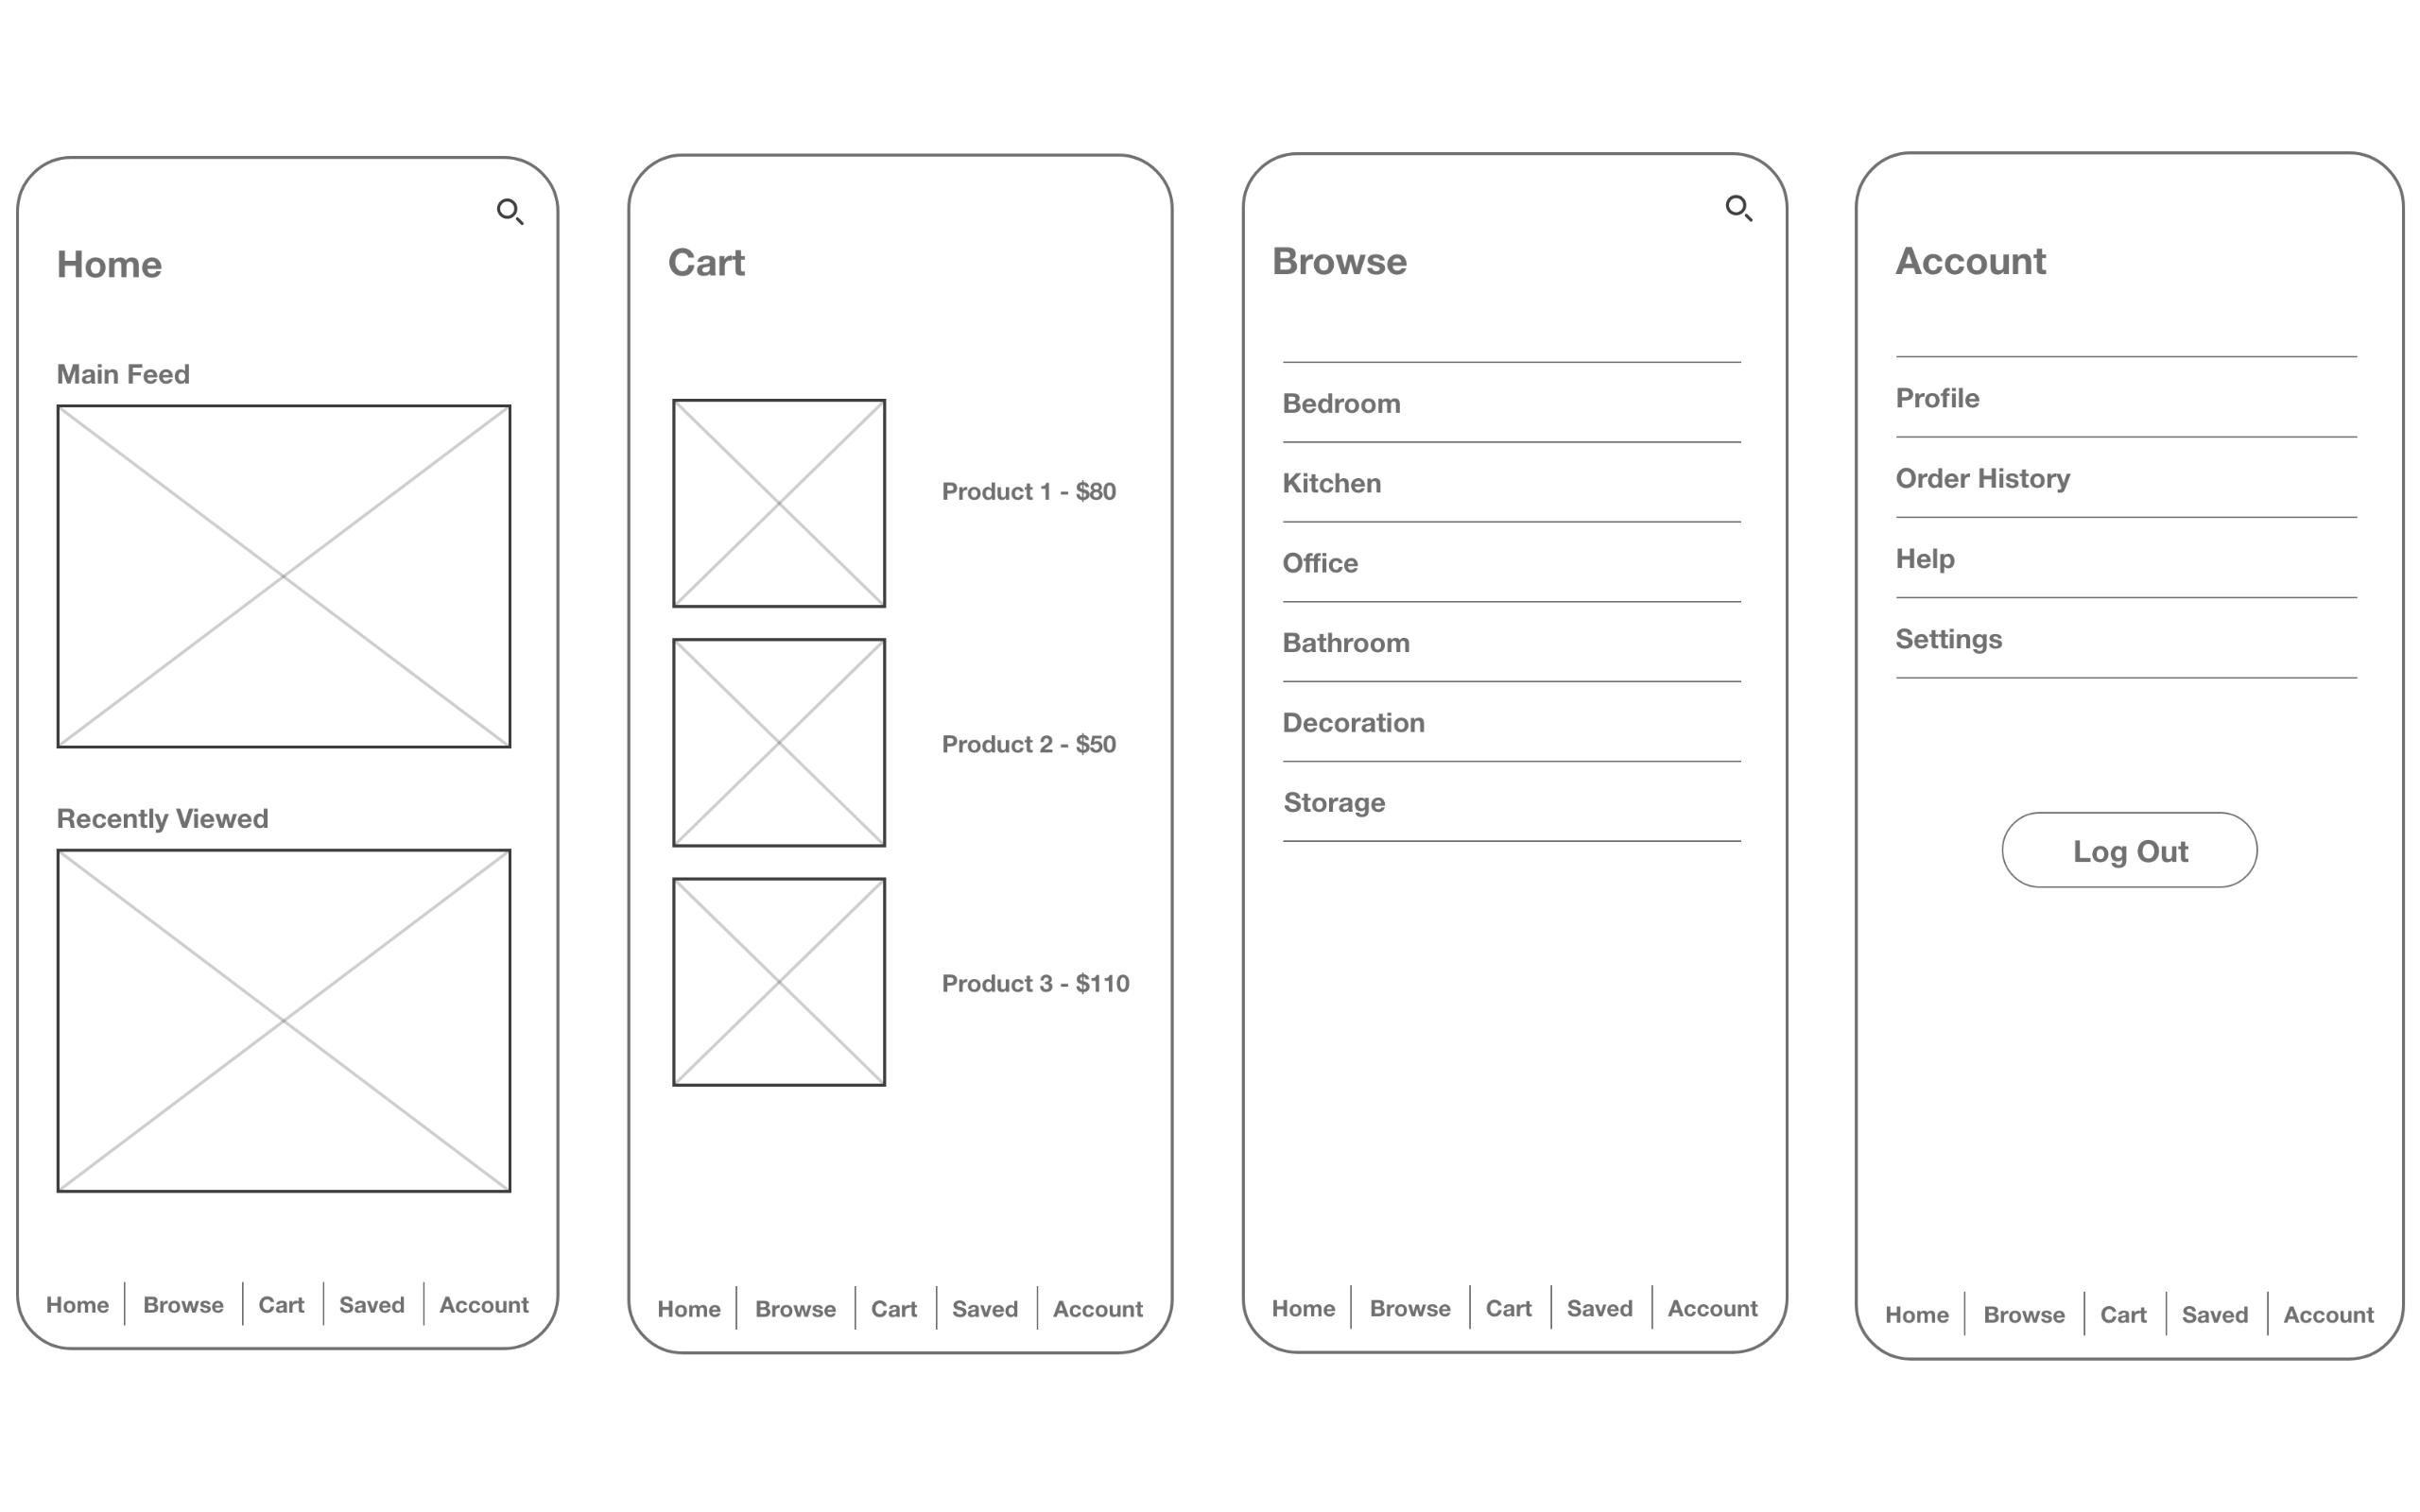 Home
Main Feed
Recently Viewed
Home Browse Cart Saved Account
Cart
Product 1 - $80
Product 2 - $50
Product 3 - $110
Home Browse Cart Saved Account
Browse
Bedroom
Kitchen
Office
Bathroom
Decoration
Storage
Home Browse Cart Saved Account
Account
Profile
Order History
Help
Settings
Log Out
Home Browse Cart Saved Account